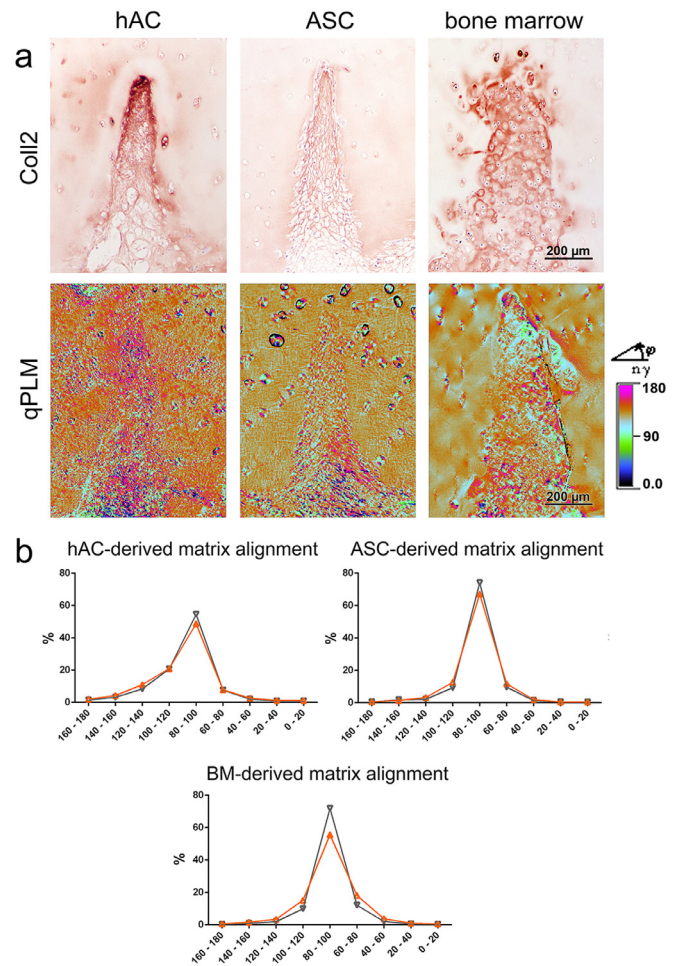 hAC ASC bone marrow
a
Coll2
200 µm
qPLM
200 µm
φ
n γ
180
90
0.0
b
hAC-derived matrix alignment
80
60
40
20
0
%
160 - 180 140 - 160 120 - 140 100 - 120 80 - 100 60 - 80 40 - 60 20 - 40 0 - 20
ASC-derived matrix alignment
80
60
40
20
0
%
160 - 180 140 - 160 120 - 140 100 - 120 80 - 100 60 - 80 40 - 60 20 - 40 0 - 20
BM-derived matrix alignment
80
60
40
20
0
%
160 - 180 140 - 160 120 - 140 100 - 120 80 - 100 60 - 80 40 - 60 20 - 40 0 - 20